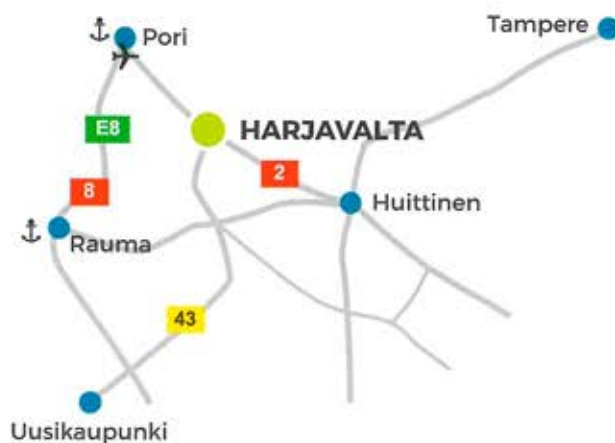 Tampere
Pori
E8
HARJAVALTA
2
8
Huittinen
Rauma
43
Uusikaupunki